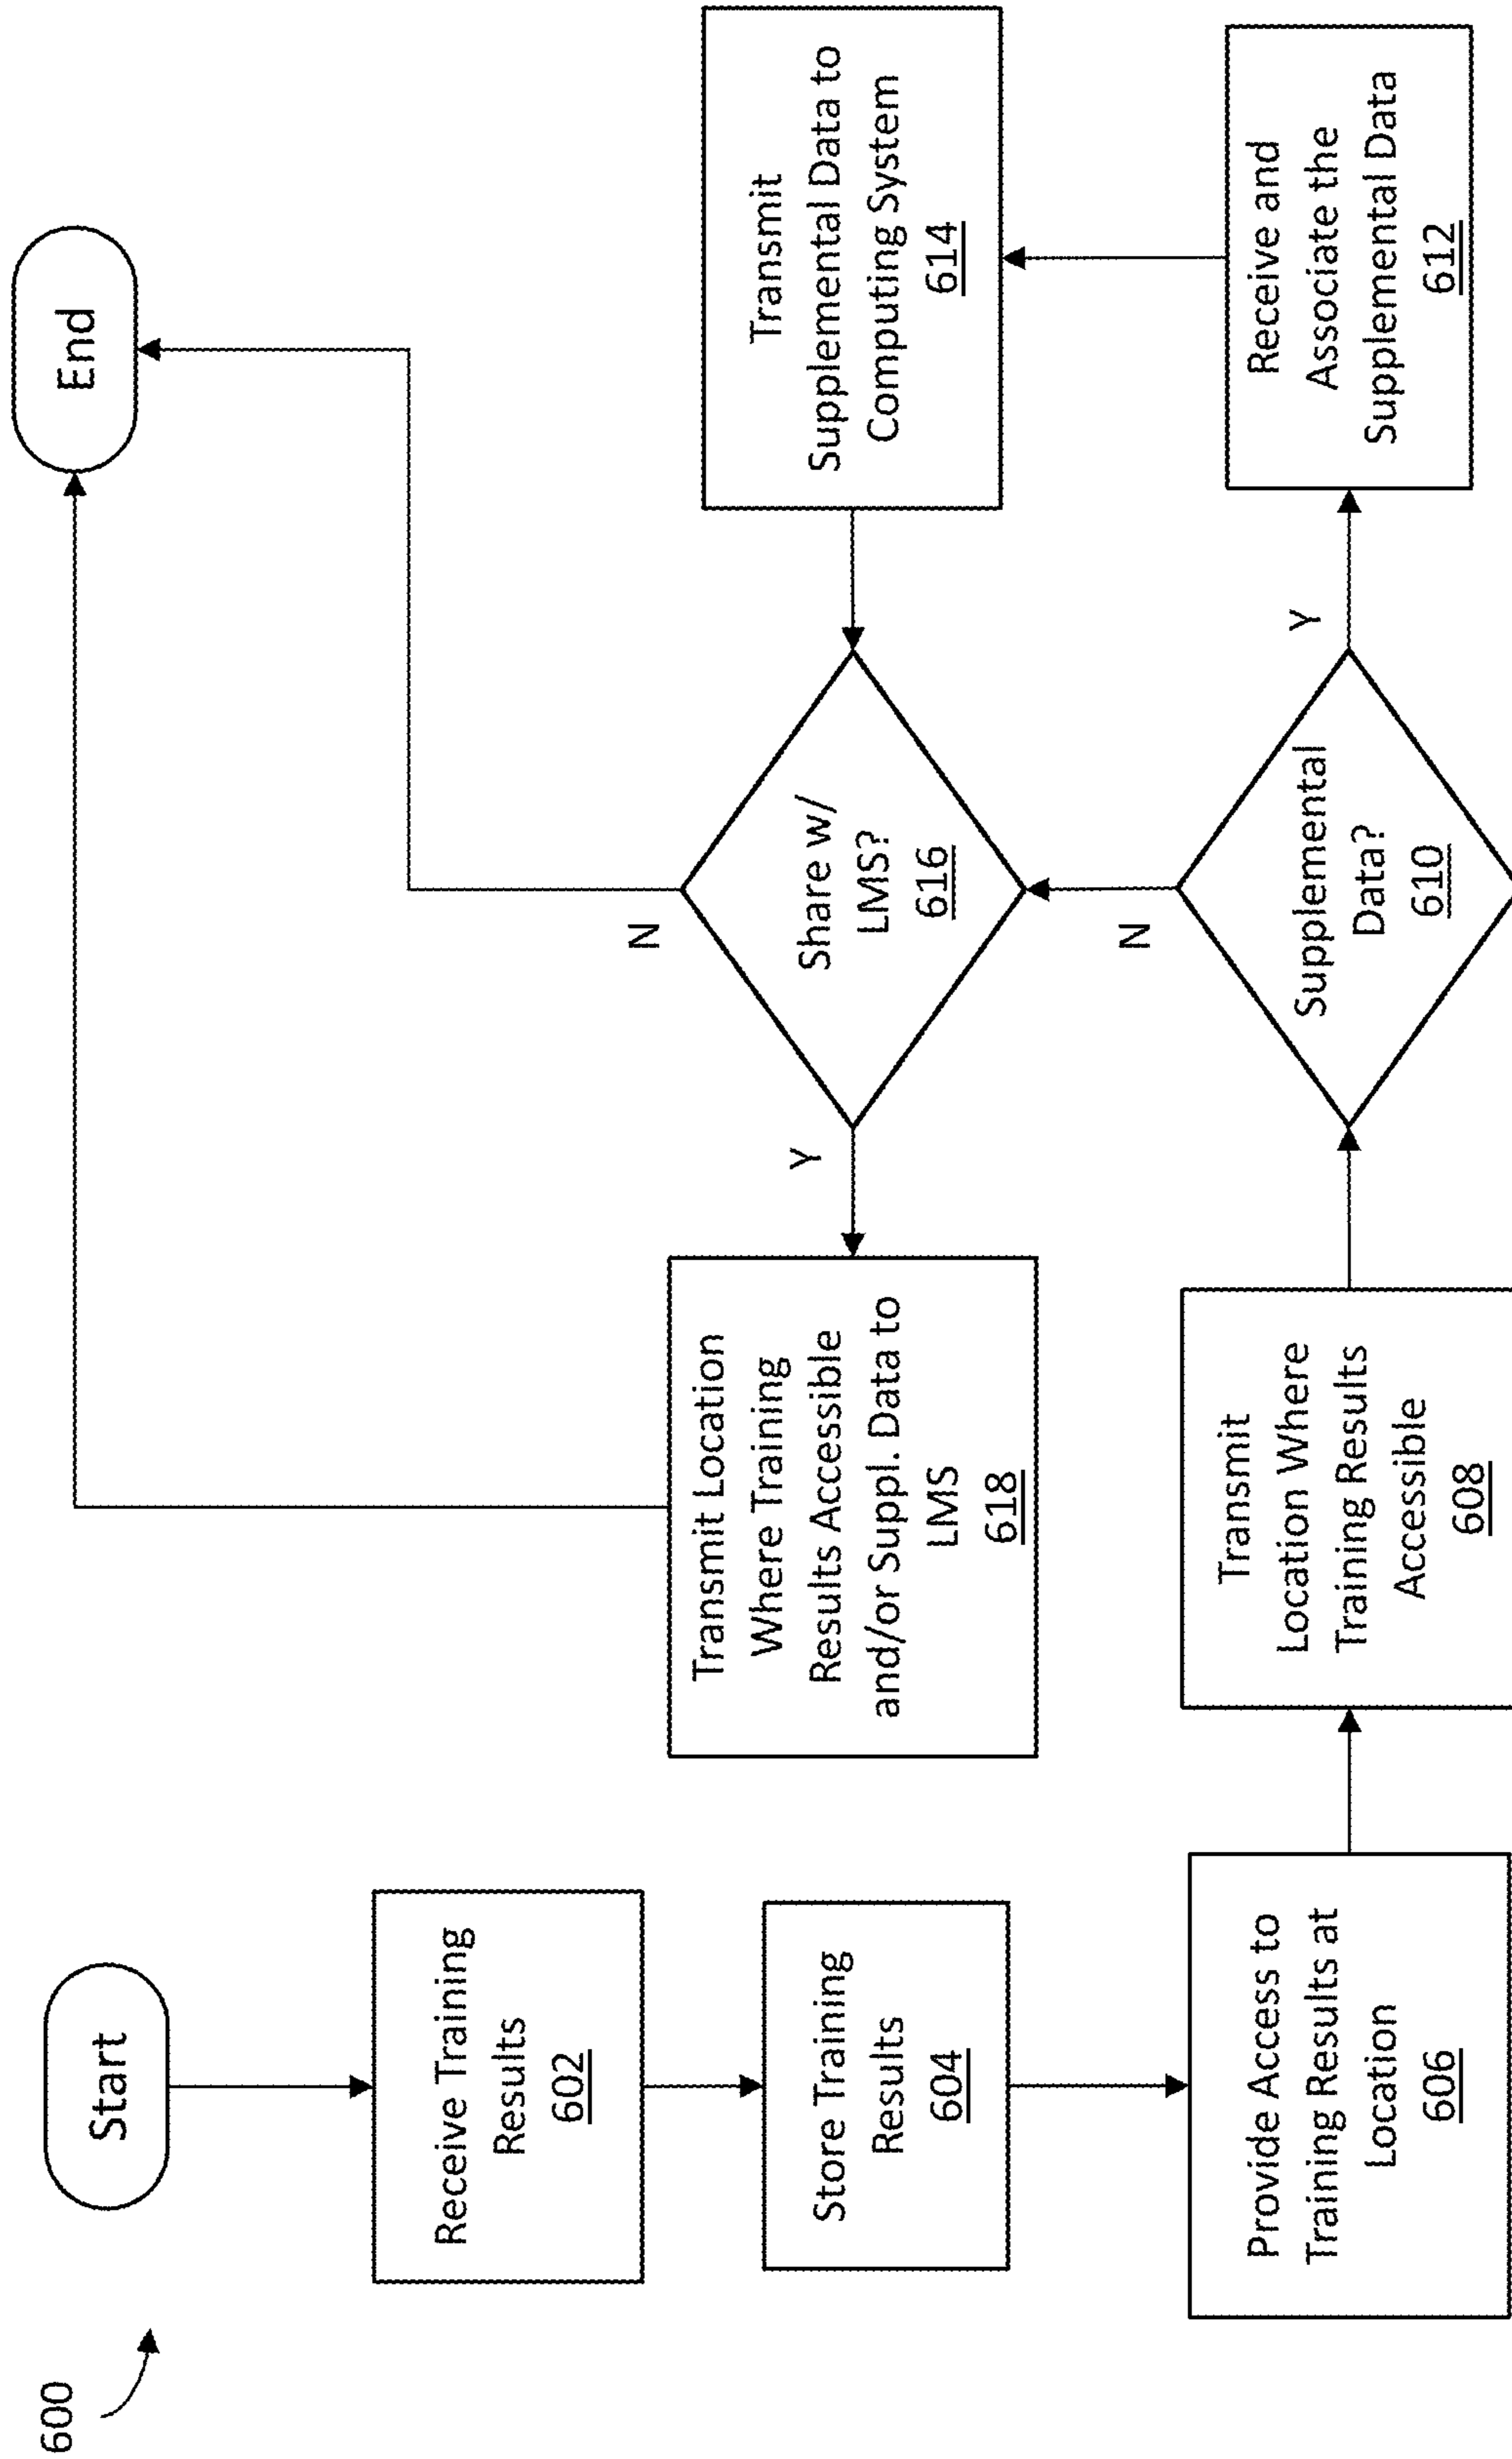 600
Start
Receive Training
Results
602
Store Training
Results
604
Provide Access to
Training Results at
Location
606
Transmit
Location Where
Training Results
Accessible
608
Supplemental
Data?
610
Y
N
Receive and
Associate the
Supplemental Data
612
Transmit
Supplemental Data to
Computing System
614
Share w/
LMS?
616
Y
N
Transmit Location
Where Training
Results Accessible
and/or Suppl. Data to
LMS
618
End